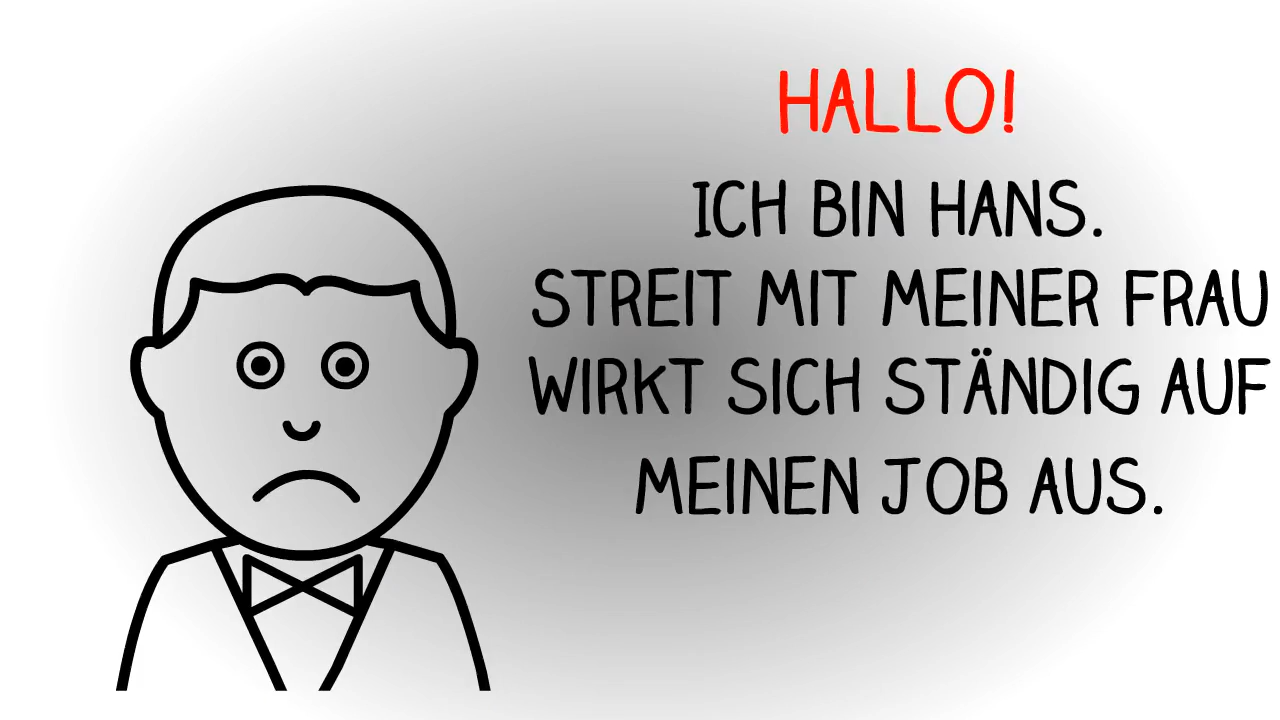 HALLO!
ICH BIN HANS.
STREIT MIT MEINER FRAU
WIRKT SICH STÄNDIG AUF
MEINEN JOB AUS.